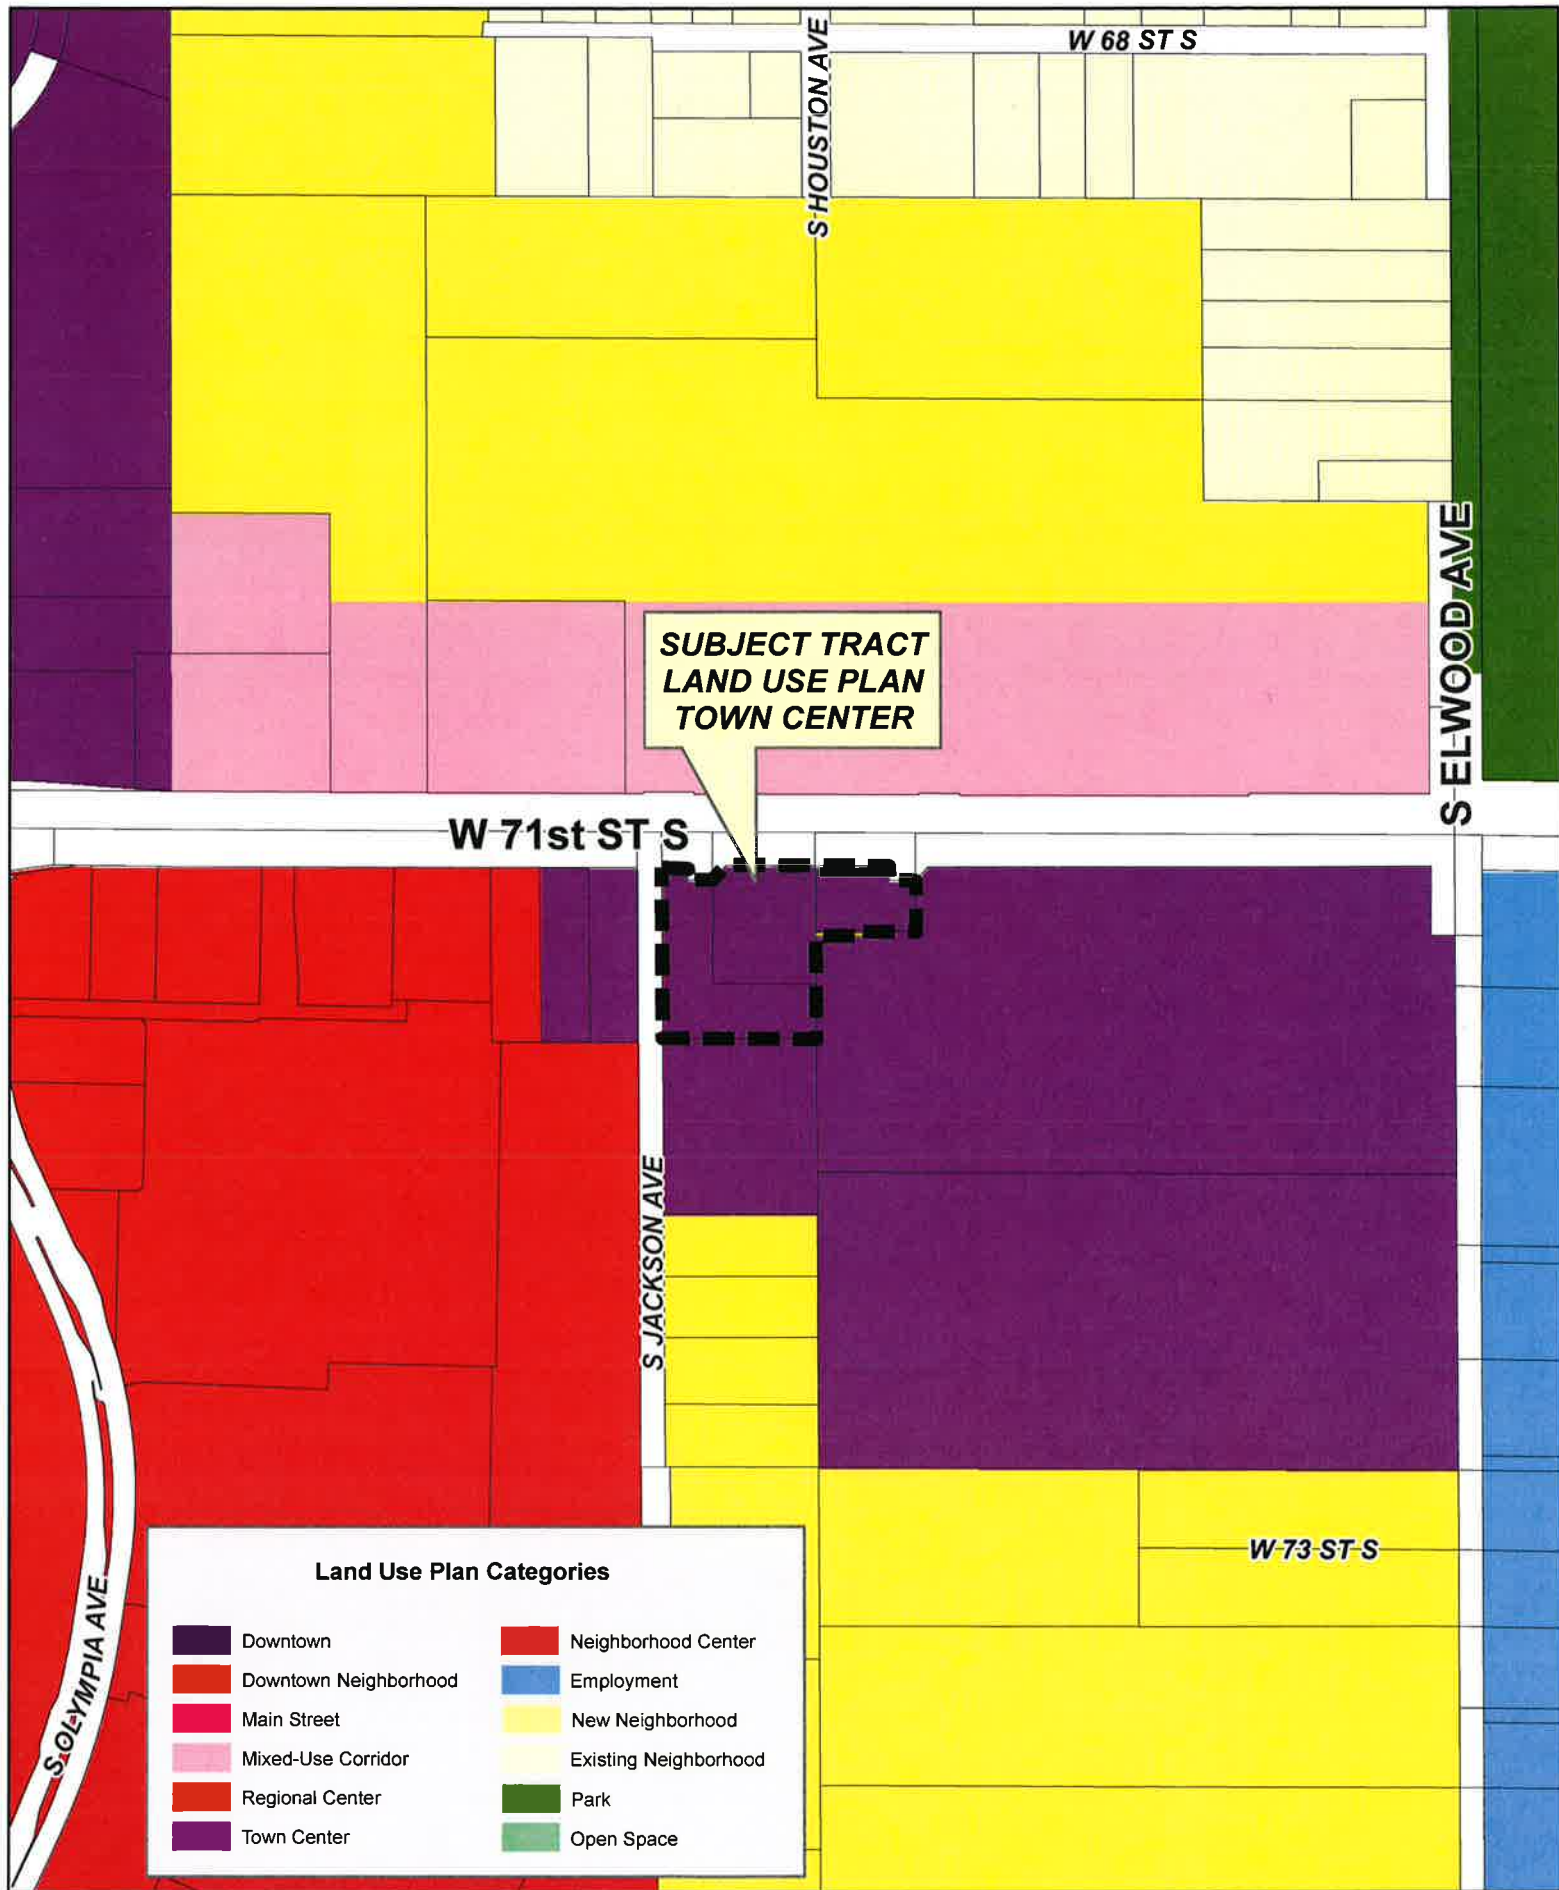 W 68 ST S
S HOUSTON AVE
SUBJECT TRACT
LAND USE PLAN
TOWN CENTER
S ELWOOD AVE
W 71st ST S
S JACKSON AVE
W 73 ST S
S OLYMPIA AVE
Land Use Plan Categories
Downtown
Downtown Neighborhood
Main Street
Mixed-Use Corridor
Regional Center
Town Center
Neighborhood Center
Employment
New Neighborhood
Existing Neighborhood
Park
Open Space